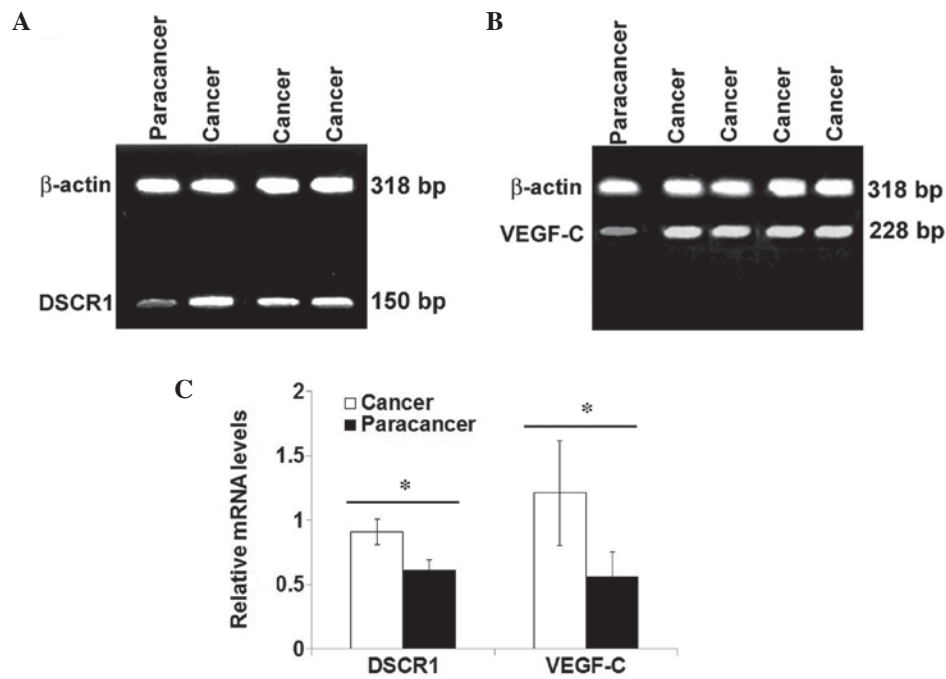 A
Paracancer
Cancer
Cancer
Cancer
β-actin
318 bp
DSCR1
150 bp
B
Paracancer
Cancer
Cancer
Cancer
Cancer
β-actin
318 bp
VEGF-C
228 bp
C
Relative mRNA levels
2
1.5
1
0.5
0
Cancer
Paracancer
*
*
DSCR1
VEGF-C